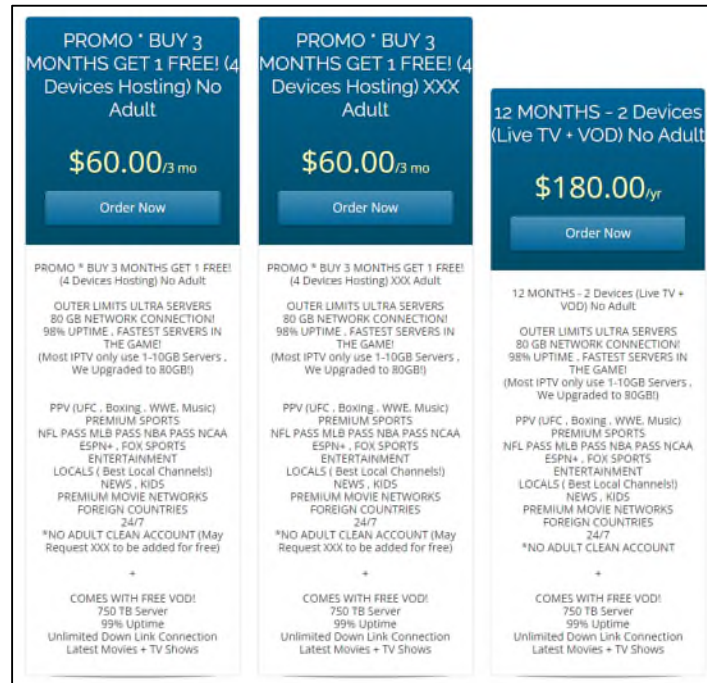 PROMO * BUY 3
MONTHS GET 1 FREE! (4
Devices Hosting) No
Adult
$60.00/3 mo
Order Now
PROMO * BUY 3 MONTHS GET 1 FREE!
(4 Devices Hosting) No Adult
OUTER LIMITS ULTRA SERVERS
80 GB NETWORK CONNECTION!
98% UPTIME , FASTEST SERVERS IN
THE GAME!
(Most IPTV only use 1-10GB Servers ,
We Upgraded to 80GB!)
PPV (UFC , Boxing , WWE, Music)
PREMIUM SPORTS
NFL PASS MLB PASS NBA PASS NCAA
ESPN+ , FOX SPORTS
ENTERTAINMENT
LOCALS ( Best Local Channels!)
NEWS , KIDS
PREMIUM MOVIE NETWORKS
FOREIGN COUNTRIES
24/7
*NO ADULT CLEAN ACCOUNT (May
Request XXX to be added for free)
+
COMES WITH FREE VOD!
750 TB Server
99% Uptime
Unlimited Down Link Connection
Latest Movies + TV Shows
PROMO * BUY 3
MONTHS GET 1 FREE! (4
Devices Hosting) XXX
Adult
$60.00/3 mo
Order Now
PROMO * BUY 3 MONTHS GET 1 FREE!
(4 Devices Hosting) XXX Adult
OUTER LIMITS ULTRA SERVERS
80 GB NETWORK CONNECTION!
98% UPTIME , FASTEST SERVERS IN
THE GAME!
(Most IPTV only use 1-10GB Servers ,
We Upgraded to 80GB!)
PPV (UFC , Boxing , WWE, Music)
PREMIUM SPORTS
NFL PASS MLB PASS NBA PASS NCAA
ESPN+ , FOX SPORTS
ENTERTAINMENT
LOCALS ( Best Local Channels!)
NEWS , KIDS
PREMIUM MOVIE NETWORKS
FOREIGN COUNTRIES
24/7
*NO ADULT CLEAN ACCOUNT (May
Request XXX to be added for free)
+
COMES WITH FREE VOD!
750 TB Server
99% Uptime
Unlimited Down Link Connection
Latest Movies + TV Shows
12 MONTHS - 2 Devices
(Live TV + VOD) No Adult
$180.00/yr
Order Now
12 MONTHS - 2 Devices (Live TV +
VOD) No Adult
OUTER LIMITS ULTRA SERVERS
80 GB NETWORK CONNECTION!
98% UPTIME , FASTEST SERVERS IN
THE GAME!
(Most IPTV only use 1-10GB Servers ,
We Upgraded to 80GB!)
PPV (UFC , Boxing , WWE, Music)
PREMIUM SPORTS
NFL PASS MLB PASS NBA PASS NCAA
ESPN+ , FOX SPORTS
ENTERTAINMENT
LOCALS ( Best Local Channels!)
NEWS , KIDS
PREMIUM MOVIE NETWORKS
FOREIGN COUNTRIES
24/7
*NO ADULT CLEAN ACCOUNT
+
COMES WITH FREE VOD!
750 TB Server
99% Uptime
Unlimited Down Link Connection
Latest Movies + TV Shows